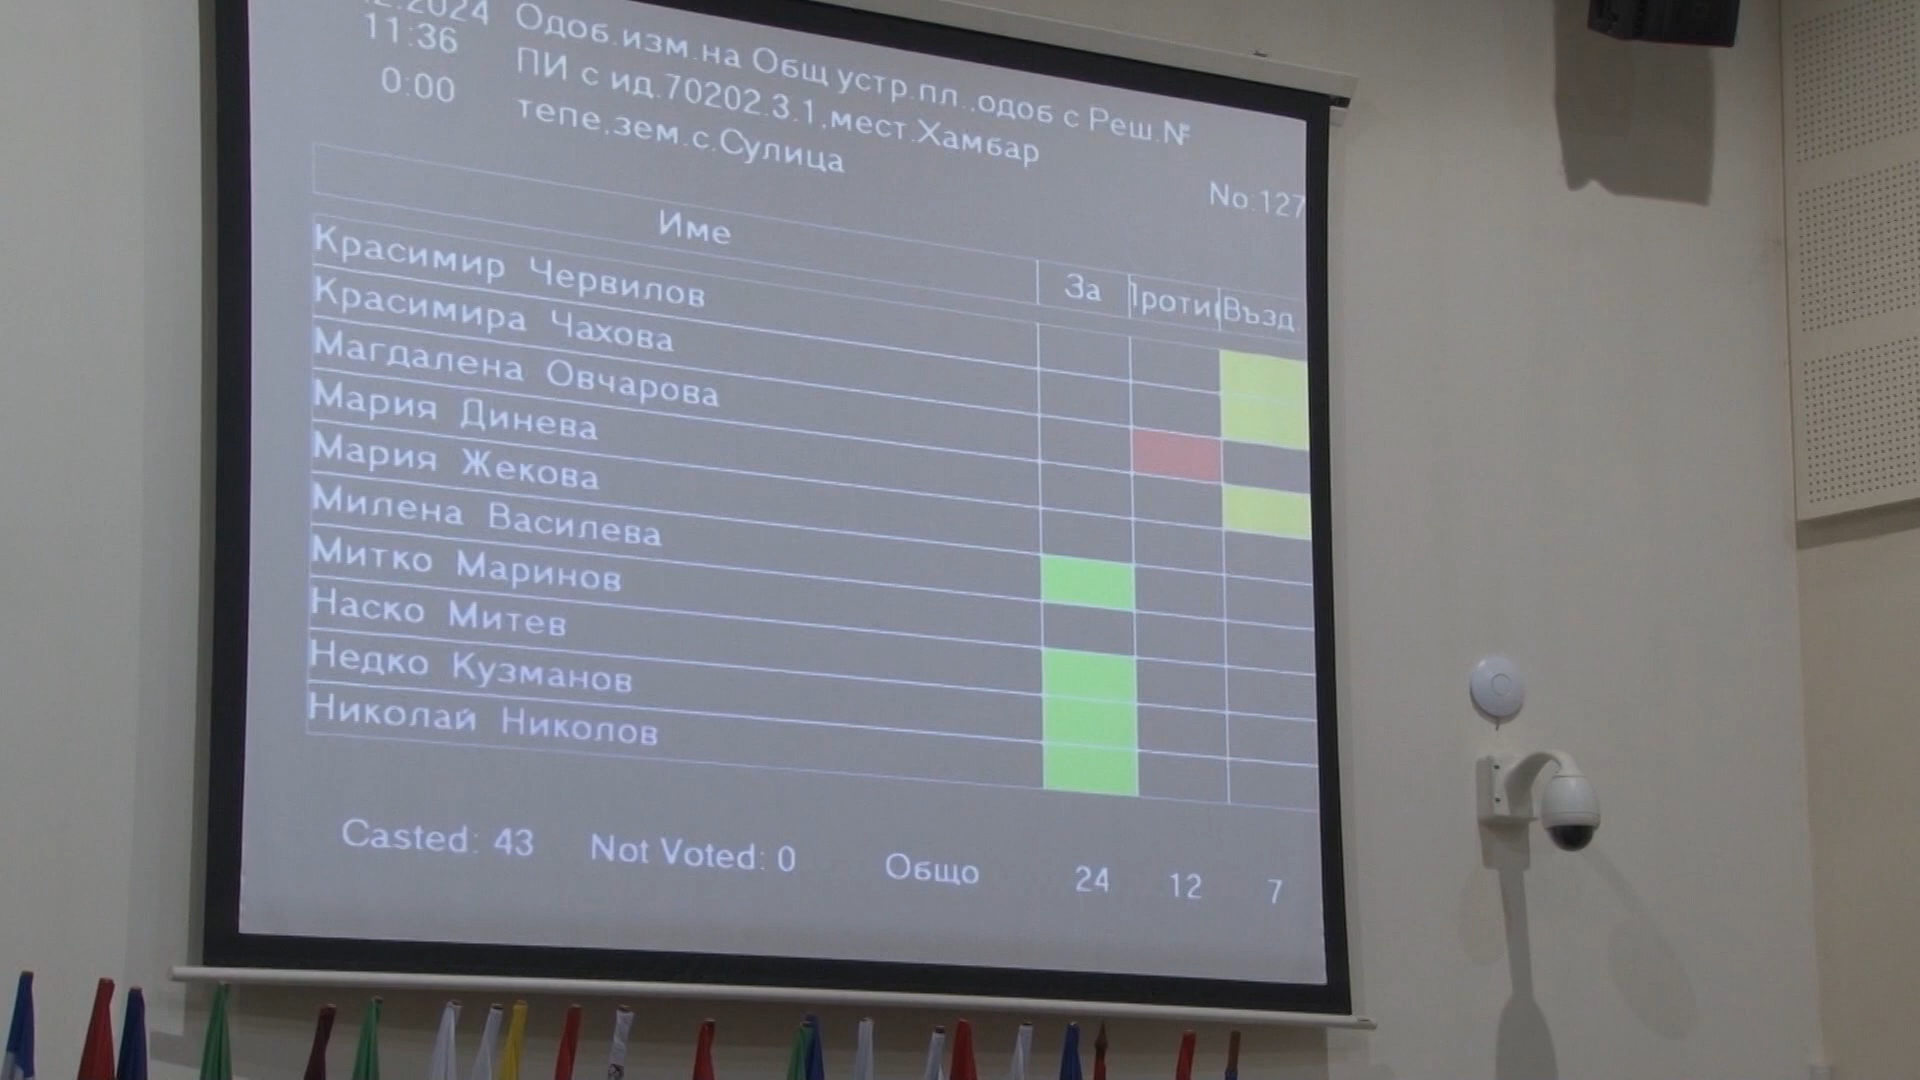 11:36
0:00
Одоб.изм.на Общ устр.пл.,одоб с Реш.№
ПИ с ид.70202.3.1,мест.Хамбар
тепе,зем.с.Сулица
No:127
Име За Възд.
Красимир Червилов
Красимира Чахова
Магдалена Овчарова
Мария Динева
Мария Жекова
Милена Василева
Митко Маринов
Наско Митев
Недко Кузманов
Николай Николов
Casted: 43 Not Voted: 0 Общо 24 12 7